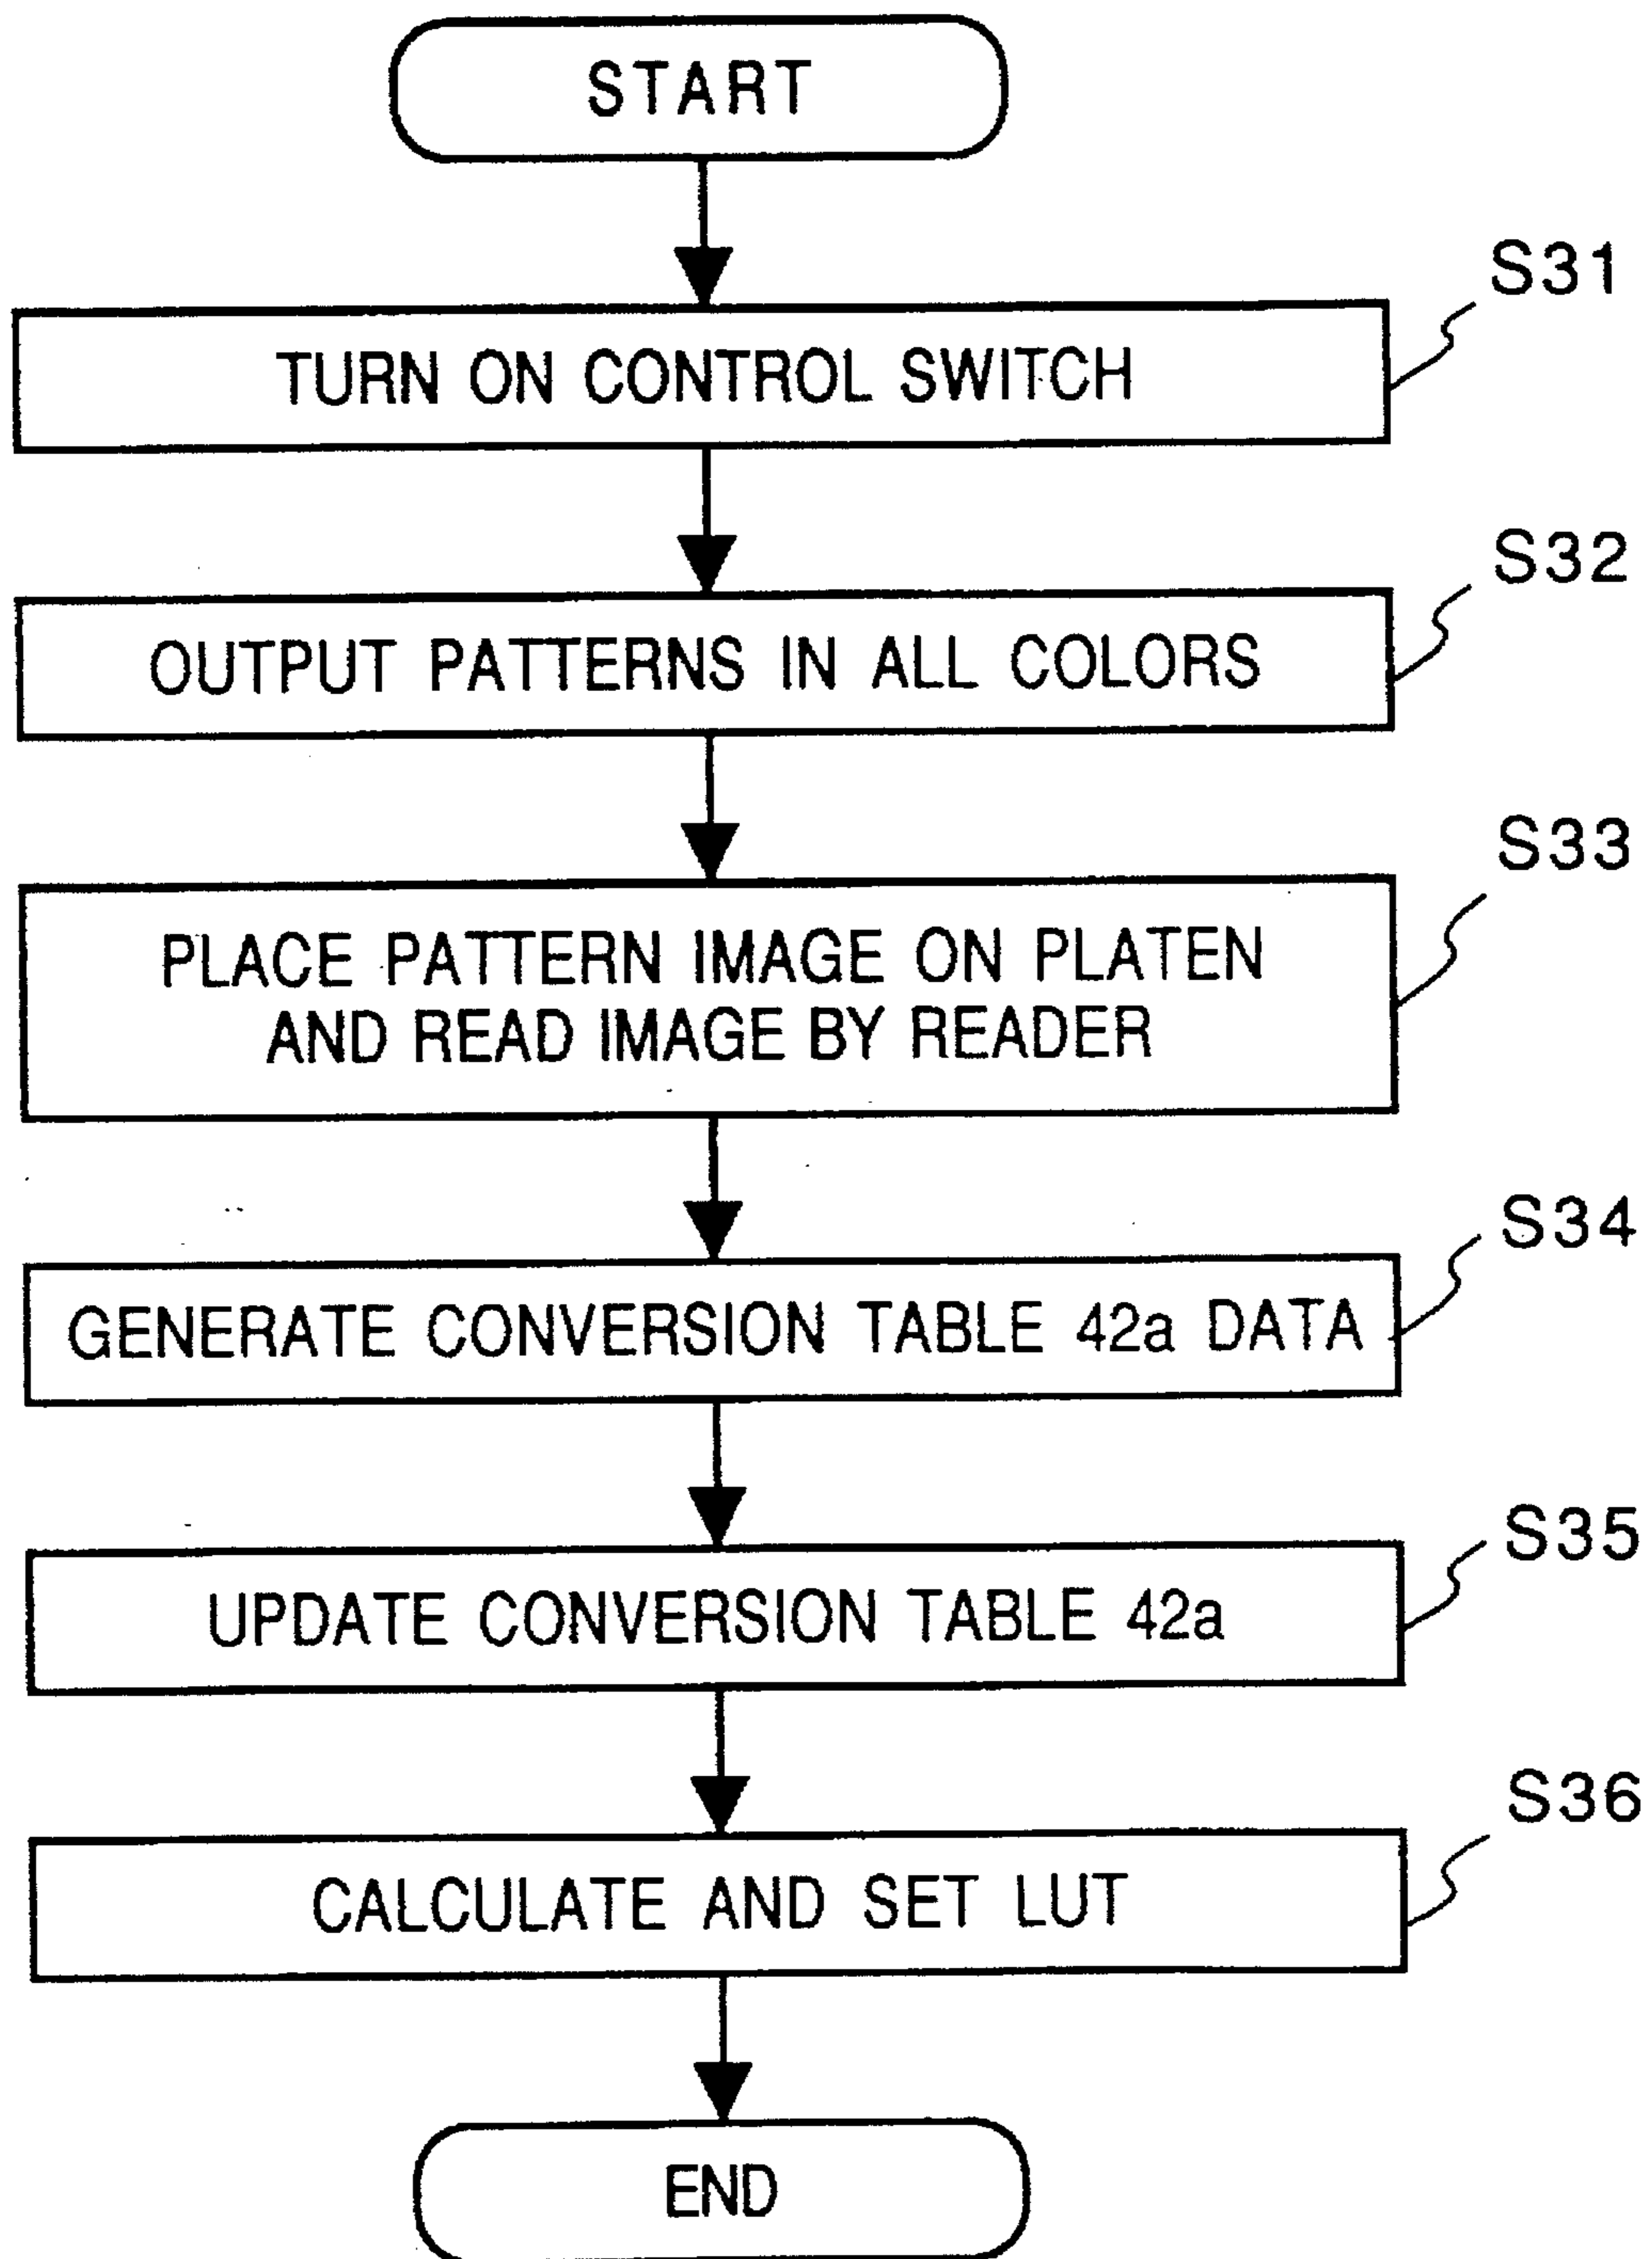 START
S31
TURN ON CONTROL SWITCH
S32
OUTPUT PATTERNS IN ALL COLORS
S33
PLACE PATTERN IMAGE ON PLATEN
AND READ IMAGE BY READER
S34
GENERATE CONVERSION TABLE 42a DATA
S35
UPDATE CONVERSION TABLE 42a
S36
CALCULATE AND SET LUT
END